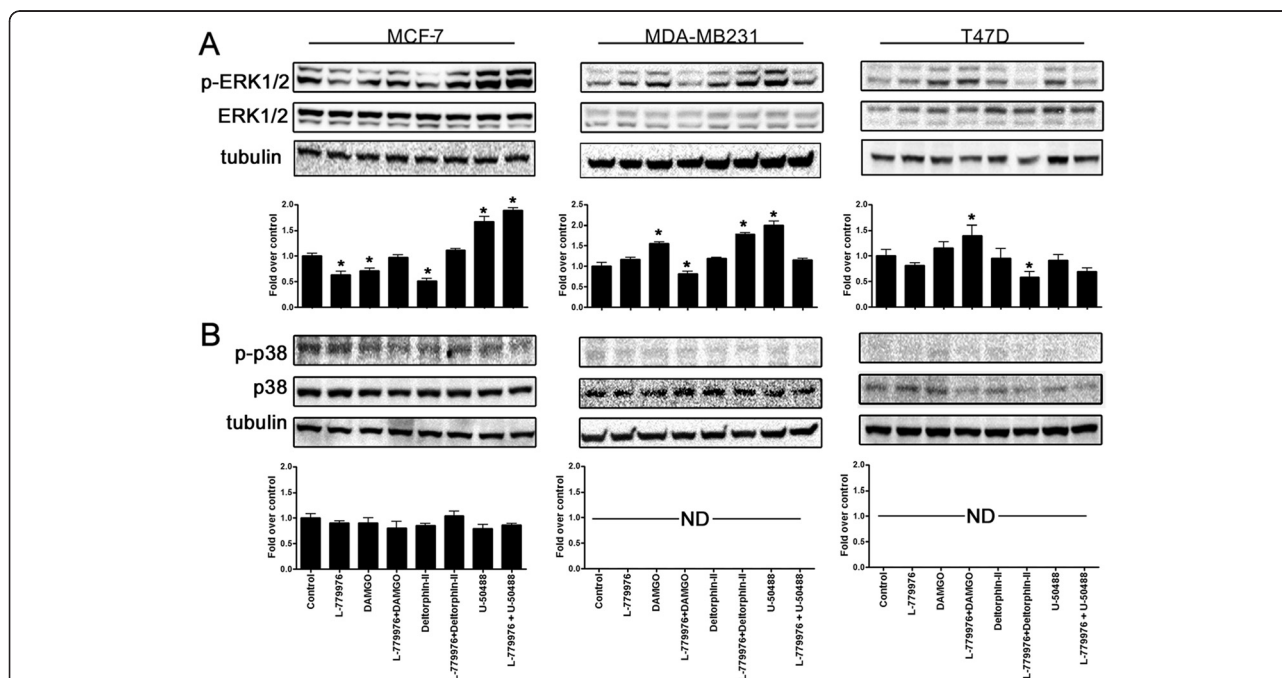 A
MCF-7
MDA-MB231
T47D
p-ERK1/2
ERK1/2
tubulin
Fold over control
2.0
1.5
1.0
0.5
0.0
* * * * *
Fold over control
2.5
2.0
1.5
1.0
0.5
0.0
* * * *
Fold over control
2.0
1.5
1.0
0.5
0.0
* *
B
p-p38
p38
tubulin
Fold over control
2.0
1.5
1.0
0.5
0.0
Control
L-779976
DAMGO
L-779976+DAMGO
Deltorphin-II
L-779976+Deltorphin-II
U-50488
L-779976 + U-50488
Fold over control
2.0
1.5
1.0
0.5
0.0
ND
Control
L-779976
DAMGO
L-779976+DAMGO
Deltorphin-II
L-779976+Deltorphin-II
U-50488
L-779976 + U-50488
Fold over control
2.0
1.5
1.0
0.5
0.0
ND
Control
L-779976
DAMGO
L-779976+DAMGO
Deltorphin-II
L-779976+Deltorphin-II
U-50488
L-779976 + U-50488